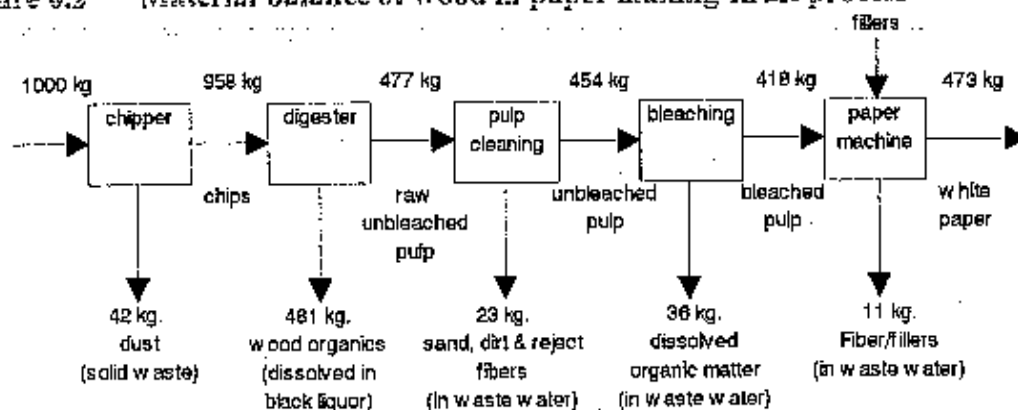 Material balance of wood in paper making in the process
fillers
1000 kg
958 kg
477 kg
454 kg
418 kg
473 kg
chipper
digester
pulp
cleaning
bleaching
paper
machine
chips
raw
unbleached
pulp
unbleached
pulp
bleached
pulp
white
paper
42 kg.
dust
(solid waste)
481 kg.
wood organics
(dissolved in
black liquor)
23 kg.
sand, dirt & reject
fibers
(in waste water)
36 kg.
dissolved
organic matter
(in waste water)
11 kg.
Fiber/fillers
(in waste water)